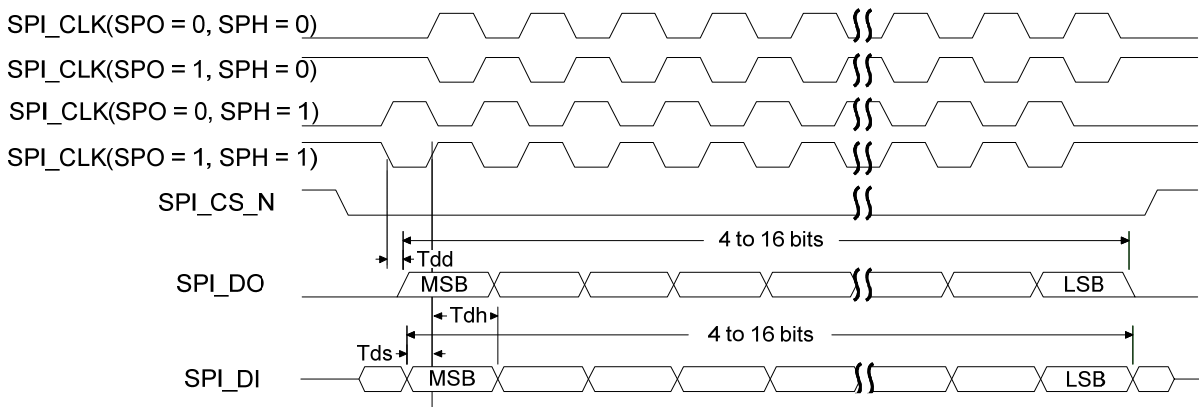 SPI_CLK(SPO = 0, SPH = 0)
SPI_CLK(SPO = 1, SPH = 0)
SPI_CLK(SPO = 0, SPH = 1)
SPI_CLK(SPO = 1, SPH = 1)
SPI_CS_N
4 to 16 bits
Tdd
SPI_DO
MSB
LSB
Tdh
4 to 16 bits
Tds
SPI_DI
MSB
LSB